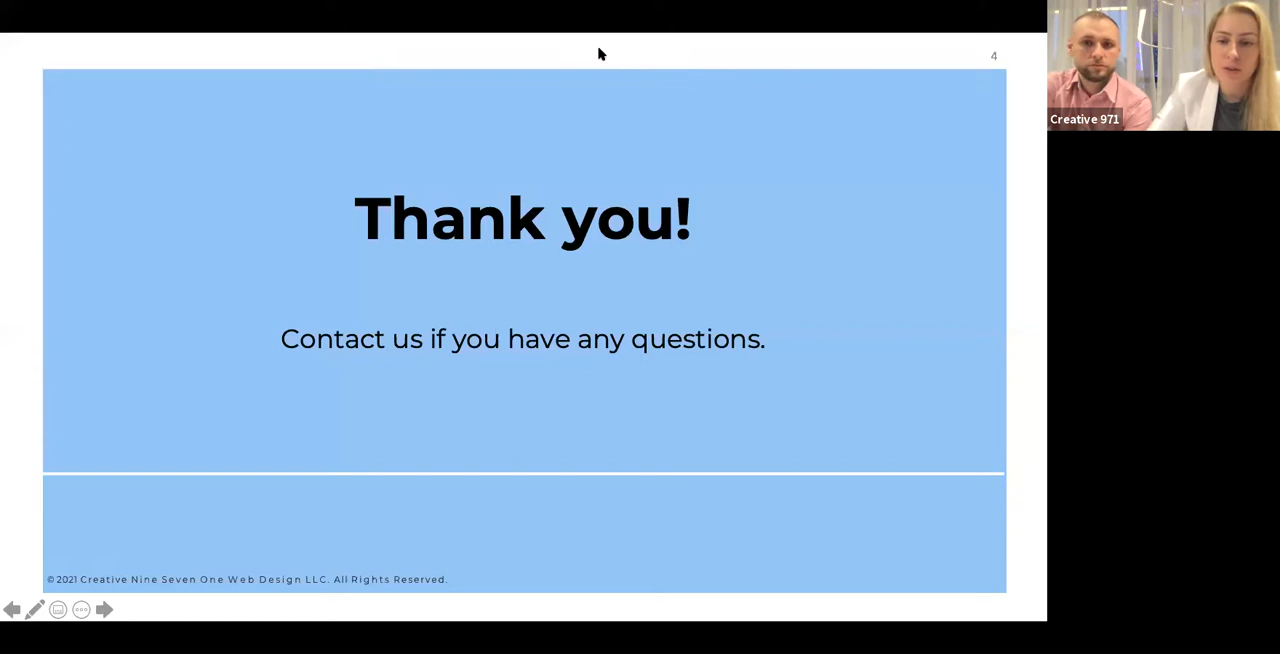 4
Creative 971
Thank you!
Contact us if you have any questions.
© 2021 Creative Nine Seven One Web Design LLC. All Rights Reserved.